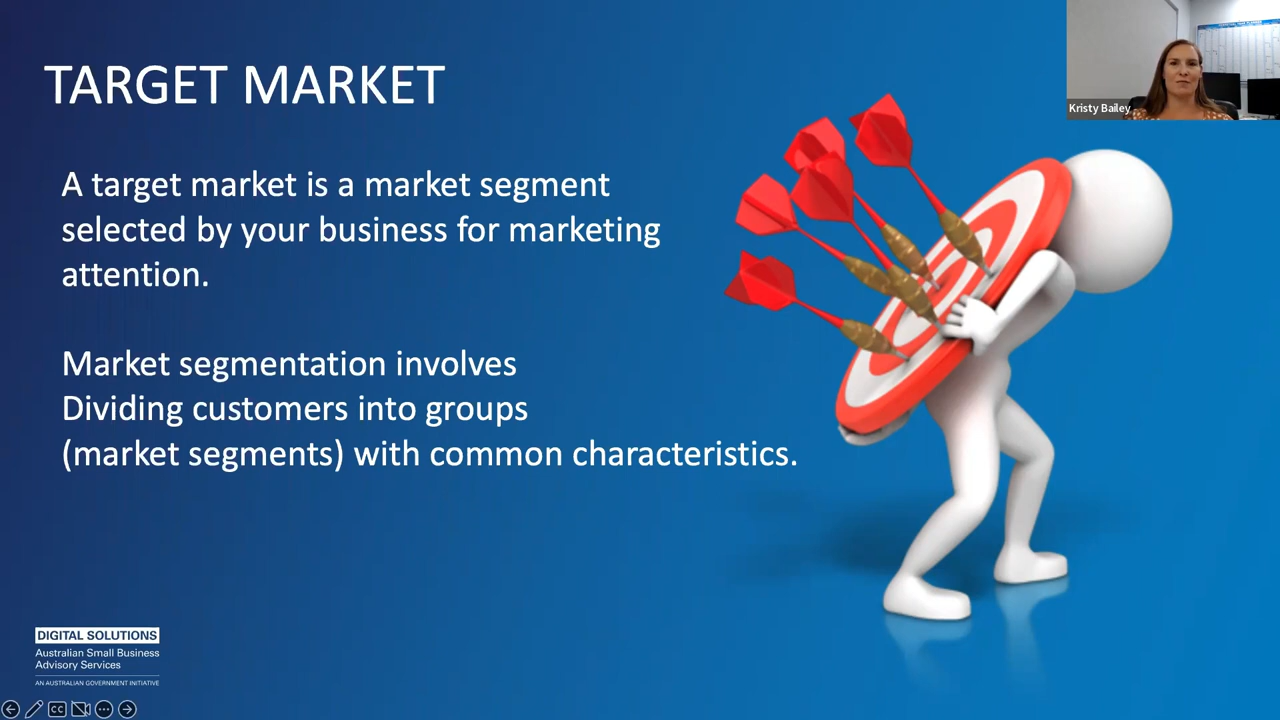 TARGET MARKET
Kristy Bailey
A target market is a market segment
selected by your business for marketing
attention.
Market segmentation involves
Dividing customers into groups
(market segments) with common characteristics.
DIGITAL SOLUTIONS
Australian Small Business
Advisory Services
AN AUSTRALIAN GOVERNMENT INITIATIVE
CC